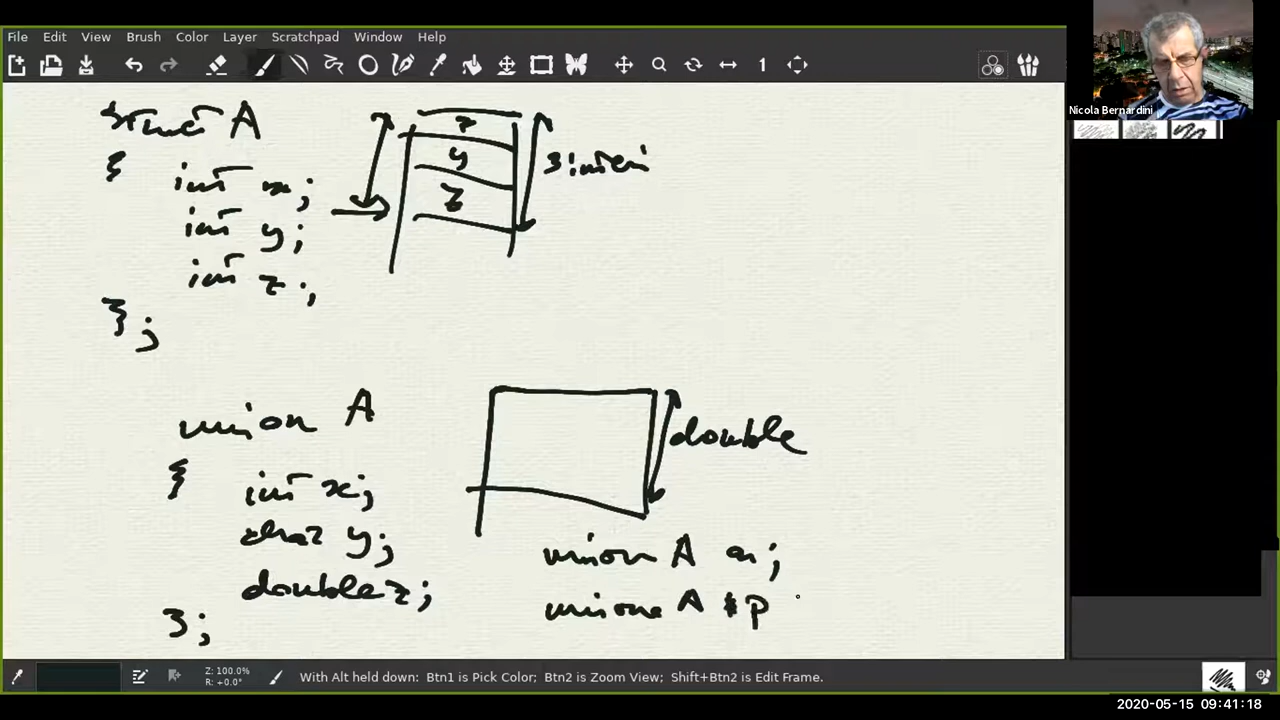 File Edit View Brush Color Layer Scratchpad Window Help
1
Nicola Bernardini
struct A
{ int x;
int y;
int z;
};
y
z
3 interi
union A
{ int x;
char y;
double z;
};
double
union A a;
unione A *p
Z: 100.0%
R: +0.0°
With Alt held down: Btn1 is Pick Color; Btn2 is Zoom View; Shift+Btn2 is Edit Frame.
2020-05-15 09:41:18